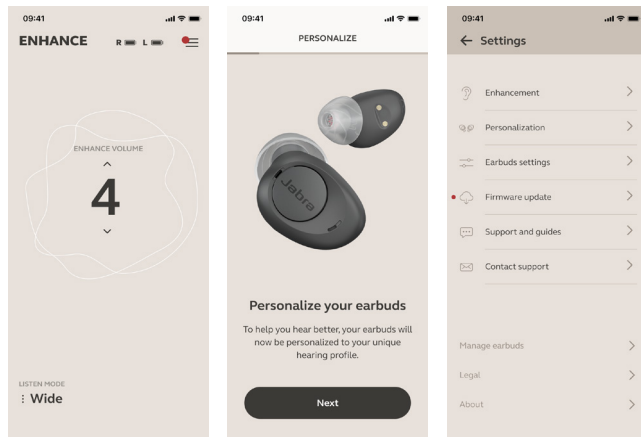 09:41
ENHANCE
R
L
ENHANCE VOLUME
4
LISTEN MODE
Wide
09:41
PERSONALIZE
Jabra
Personalize your earbuds
To help you hear better, your earbuds will
now be personalized to your unique
hearing profile.
Next
09:41
Settings
Enhancement
Personalization
Earbuds settings
Firmware update
Support and guides
Contact support
Manage earbuds
Legal
About